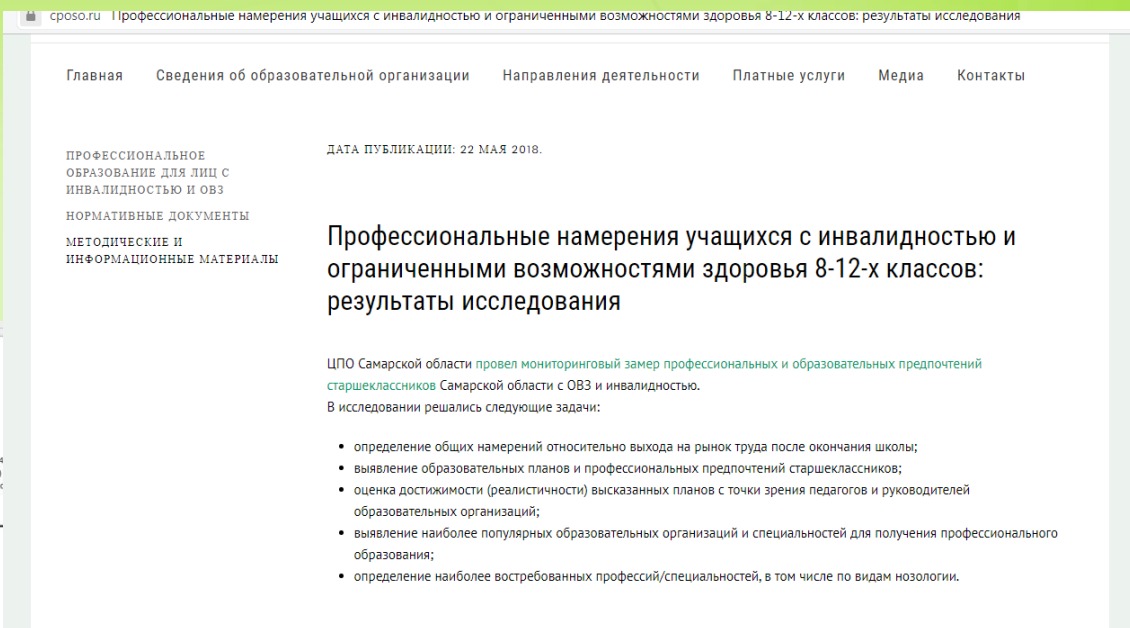 cposo.ru Профессиональные намерения учащихся с инвалидностью и ограниченными возможностями здоровья 8-12-х классов: результаты исследования
Главная Сведения об образовательной организации Направления деятельности Платные услуги Медиа Контакты
ПРОФЕССИОНАЛЬНОЕ
ОБРАЗОВАНИЕ ДЛЯ ЛИЦ С
ИНВАЛИДНОСТЬЮ И ОВЗ
НОРМАТИВНЫЕ ДОКУМЕНТЫ
МЕТОДИЧЕСКИЕ И
ИНФОРМАЦИОННЫЕ МАТЕРИАЛЫ
ДАТА ПУБЛИКАЦИИ: 22 МАЯ 2018.
Профессиональные намерения учащихся с инвалидностью и
ограниченными возможностями здоровья 8-12-х классов:
результаты исследования
ЦПО Самарской области провел мониторинговый замер профессиональных и образовательных предпочтений
старшеклассников Самарской области с ОВЗ и инвалидностью.
В исследовании решались следующие задачи:
• определение общих намерений относительно выхода на рынок труда после окончания школы;
• выявление образовательных планов и профессиональных предпочтений старшеклассников;
• оценка достижимости (реалистичности) высказанных планов с точки зрения педагогов и руководителей
образовательных организаций;
• выявление наиболее популярных образовательных организаций и специальностей для получения профессионального
образования;
• определение наиболее востребованных профессий/специальностей, в том числе по видам нозологии.